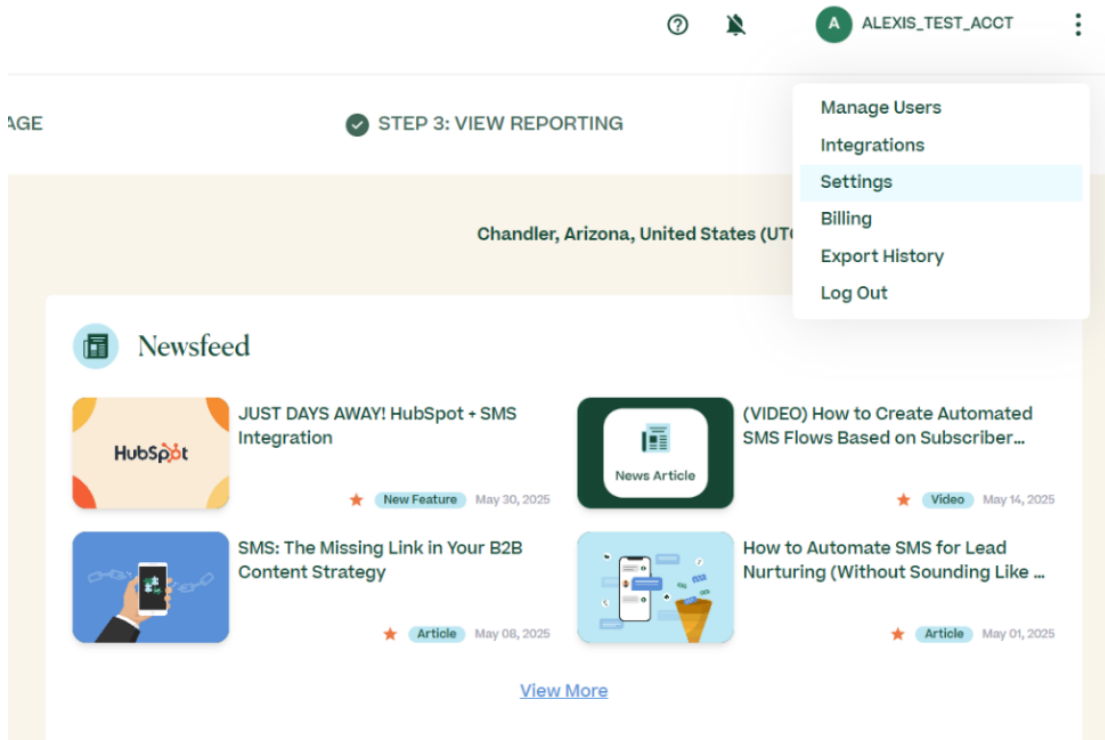 A ALEXIS_TEST_ACCT
AGE
STEP 3: VIEW REPORTING
Manage Users
Integrations
Settings
Billing
Export History
Log Out
Chandler, Arizona, United States (UTC
Newsfeed
HubSpot
JUST DAYS AWAY! HubSpot + SMS
Integration
New Feature May 30, 2025
News Article
(VIDEO) How to Create Automated
SMS Flows Based on Subscriber...
Video May 14, 2025
SMS: The Missing Link in Your B2B
Content Strategy
Article May 08, 2025
How to Automate SMS for Lead
Nurturing (Without Sounding Like ...
Article May 01, 2025
View More